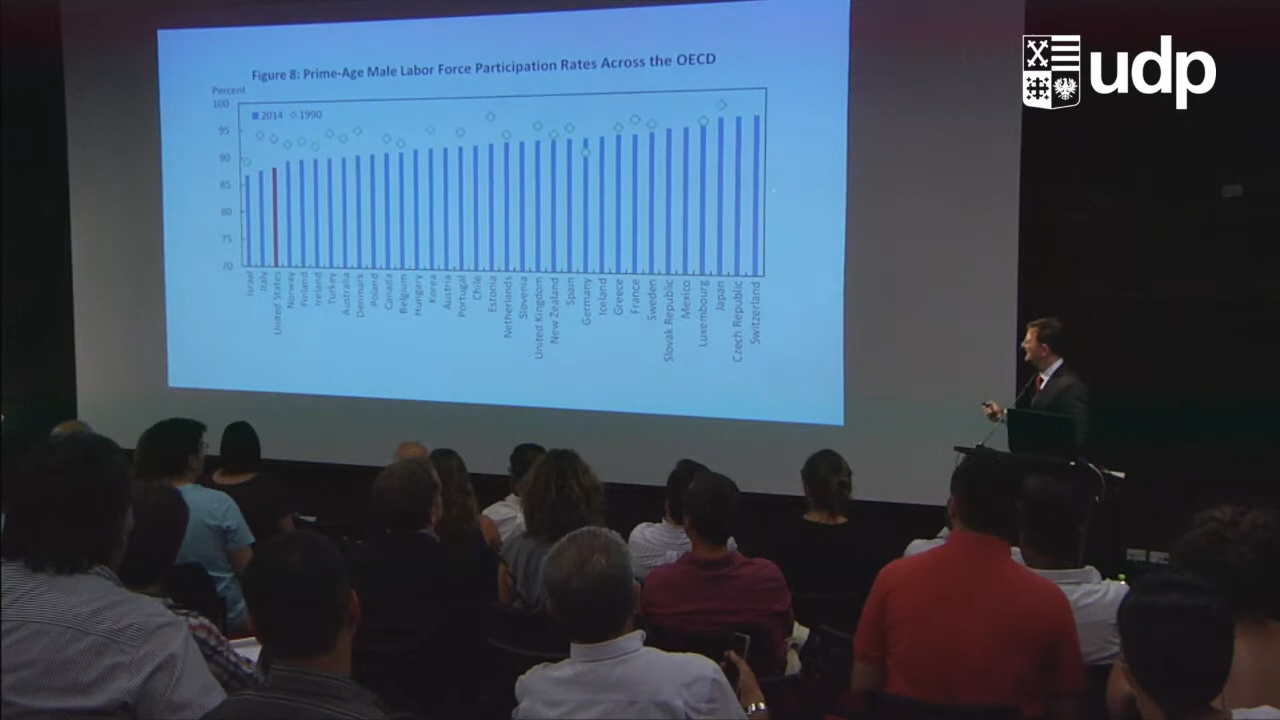 udp
Figure 8: Prime-Age Male Labor Force Participation Rates Across the OECD
Percent
100
95
90
85
80
75
70
2014
1990
Israel
Italy
United States
Norway
Finland
Ireland
Turkey
Australia
Denmark
Poland
Canada
Belgium
Hungary
Korea
Austria
Portugal
Chile
Estonia
Netherlands
Slovenia
United Kingdom
New Zealand
Spain
Germany
Iceland
Greece
France
Sweden
Slovak Republic
Mexico
Luxembourg
Japan
Czech Republic
Switzerland